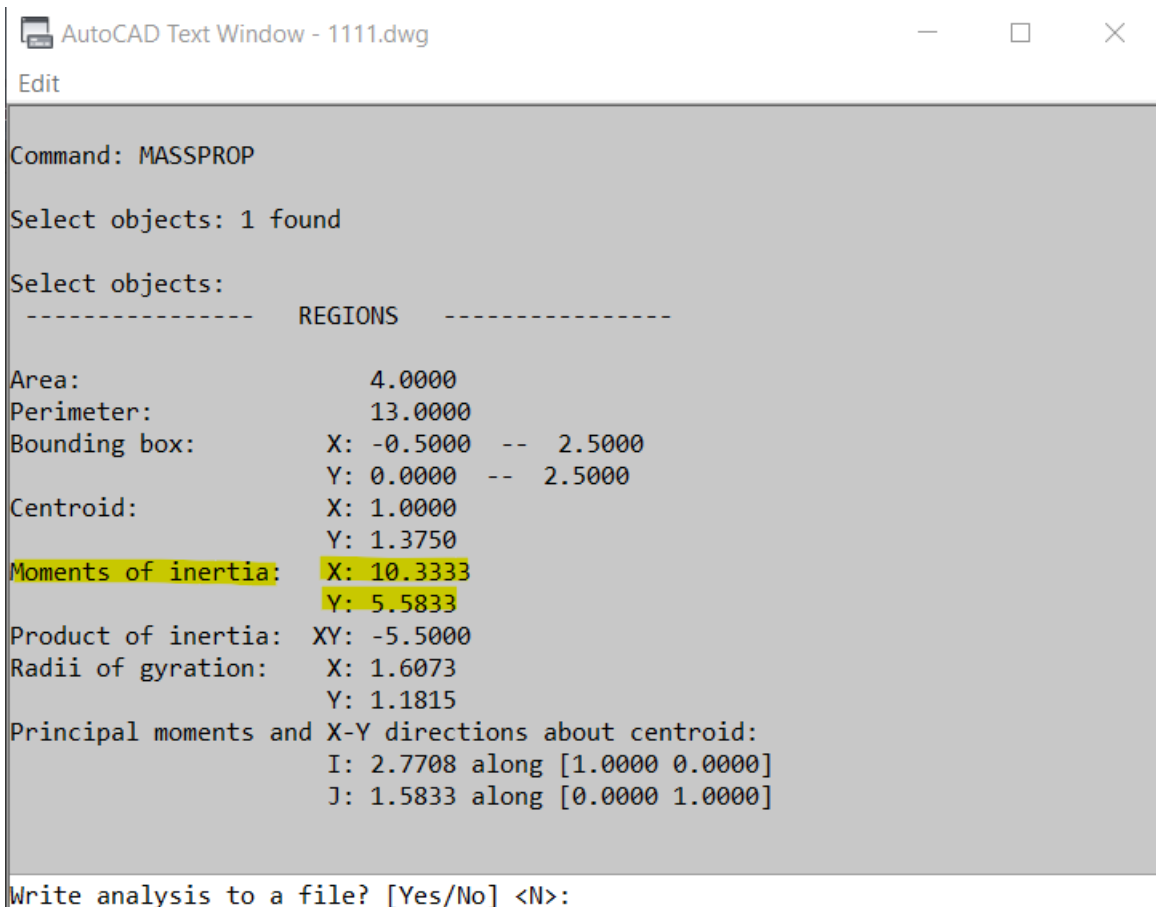 AutoCAD Text Window - 1111.dwg
Edit
Command: MASSPROP
Select objects: 1 found
Select objects:
---------------- REGIONS ----------------
Area: 4.0000
Perimeter: 13.0000
Bounding box: X: -0.5000 -- 2.5000
Y: 0.0000 -- 2.5000
Centroid: X: 1.0000
Y: 1.3750
Moments of inertia: X: 10.3333
Y: 5.5833
Product of inertia: XY: -5.5000
Radii of gyration: X: 1.6073
Y: 1.1815
Principal moments and X-Y directions about centroid:
I: 2.7708 along [1.0000 0.0000]
J: 1.5833 along [0.0000 1.0000]
Write analysis to a file? [Yes/No] <N>: